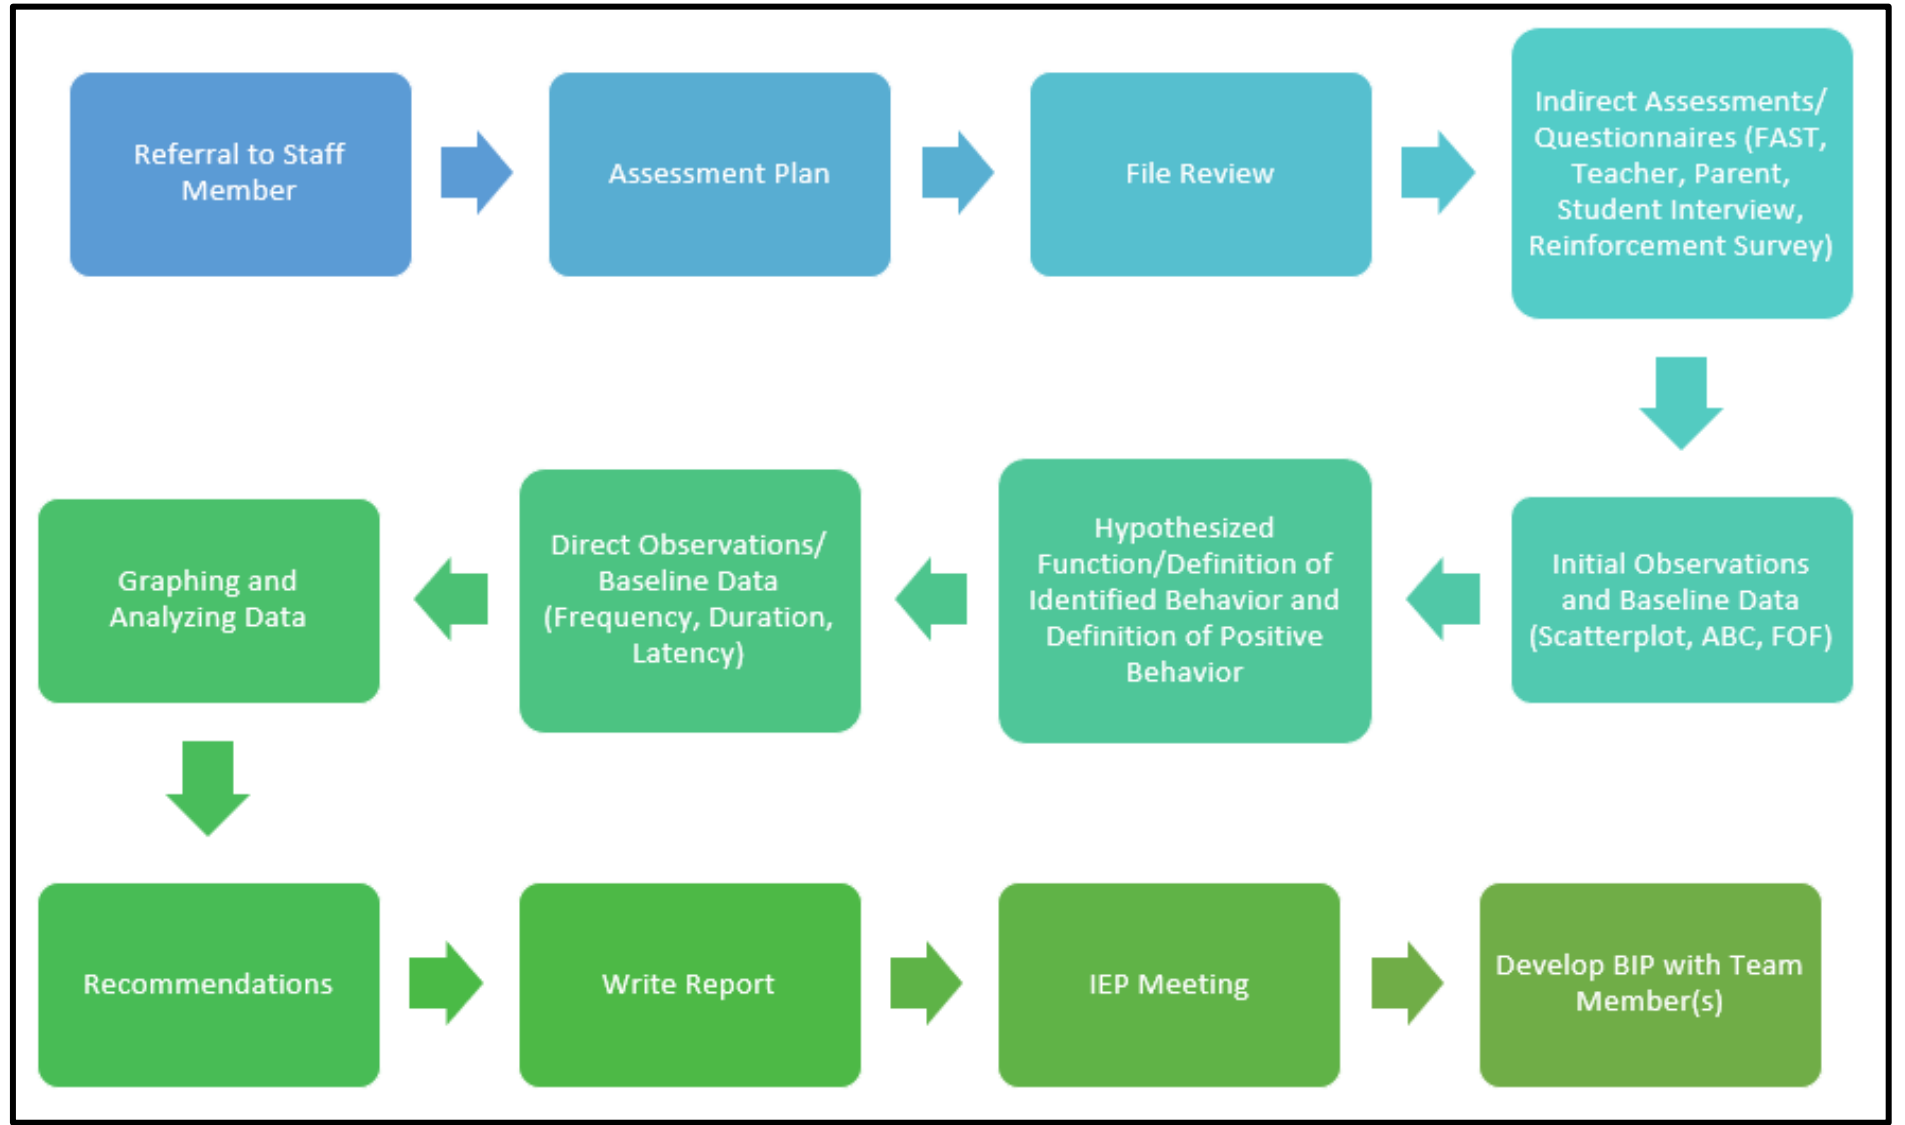 Referral to Staff
Member
Assessment Plan
File Review
Indirect Assessments/
Questionnaires (FAST,
Teacher, Parent,
Student Interview,
Reinforcement Survey)
Initial Observations
and Baseline Data
(Scatterplot, ABC, FOF)
Hypothesized
Function/Definition of
Identified Behavior and
Definition of Positive
Behavior
Direct Observations/
Baseline Data
(Frequency, Duration,
Latency)
Graphing and
Analyzing Data
Recommendations
Write Report
IEP Meeting
Develop BIP with Team
Member(s)